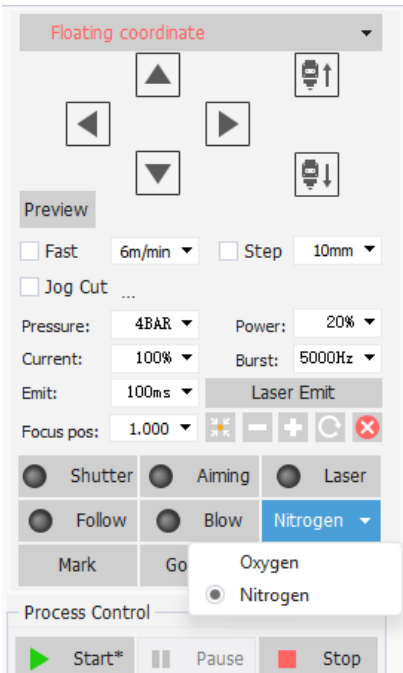 Floating coordinate
Preview
Fast 6m/min Step 10mm
Jog Cut ...
Pressure: 4BAR Power: 20%
Current: 100% Burst: 5000Hz
Emit: 100ms Laser Emit
Focus pos: 1.000
Shutter Aiming Laser
Follow Blow Nitrogen
Mark Go
Oxygen
Nitrogen
Process Control
Start* Pause Stop